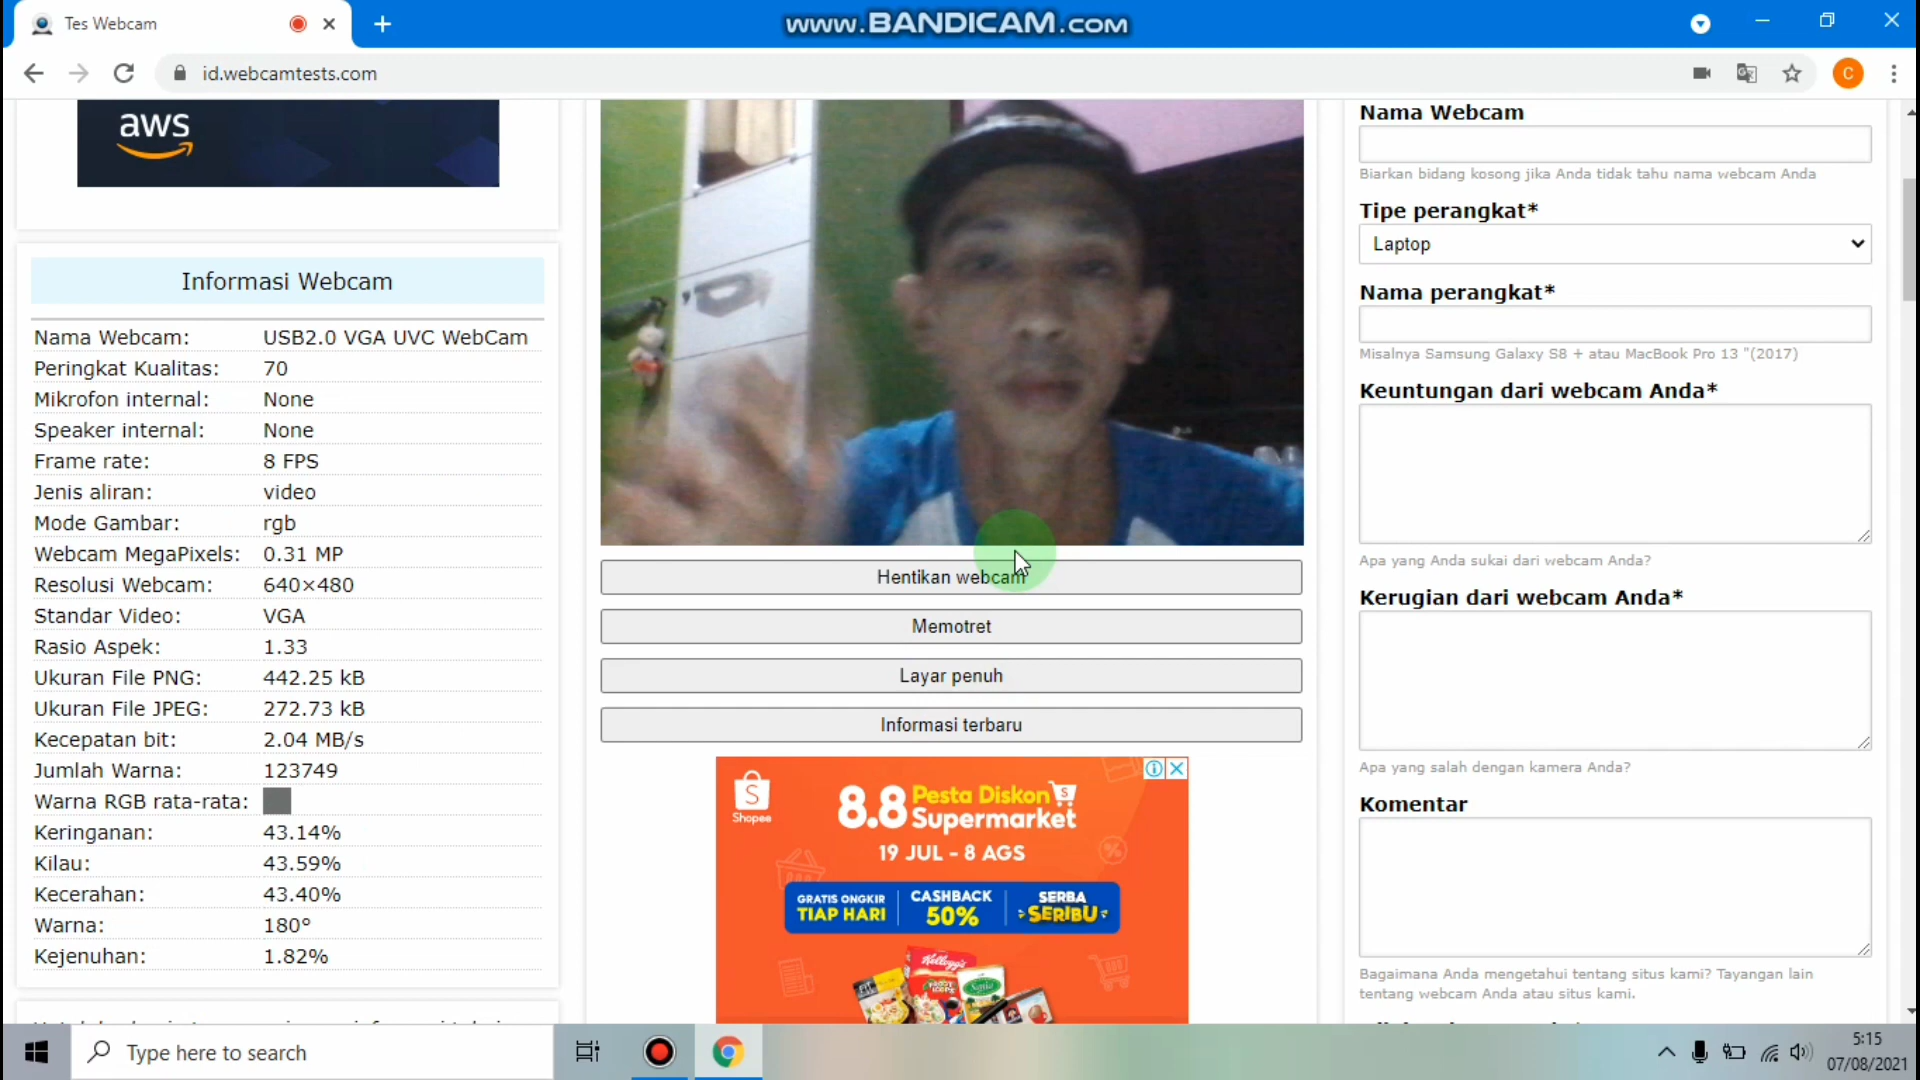 Tes Webcam
www.BANDICAM.com
id.webcamtests.com
C
aws
Informasi Webcam
Nama Webcam: USB2.0 VGA UVC WebCam
Peringkat Kualitas: 70
Mikrofon internal: None
Speaker internal: None
Frame rate: 8 FPS
Jenis aliran: video
Mode Gambar: rgb
Webcam MegaPixels: 0.31 MP
Resolusi Webcam: 640×480
Standar Video: VGA
Rasio Aspek: 1.33
Ukuran File PNG: 442.25 kB
Ukuran File JPEG: 272.73 kB
Kecepatan bit: 2.04 MB/s
Jumlah Warna: 123749
Warna RGB rata-rata:
Keringanan: 43.14%
Kilau: 43.59%
Kecerahan: 43.40%
Warna: 180°
Kejenuhan: 1.82%
Hentikan webcam
Memotret
Layar penuh
Informasi terbaru
Shopee
8.8 Pesta Diskon
Supermarket
19 JUL - 8 AGS
GRATIS ONGKIR
TIAP HARI
CASHBACK
50%
SERBA
SERIBU
Kellogg's
Nama Webcam
Biarkan bidang kosong jika Anda tidak tahu nama webcam Anda
Tipe perangkat*
Laptop
Nama perangkat*
Misalnya Samsung Galaxy S8 + atau MacBook Pro 13 "(2017)
Keuntungan dari webcam Anda*
Apa yang Anda sukai dari webcam Anda?
Kerugian dari webcam Anda*
Apa yang salah dengan kamera Anda?
Komentar
Bagaimana Anda mengetahui tentang situs kami? Tayangan lain
tentang webcam Anda atau situs kami.
Type here to search
5:15
07/08/2021